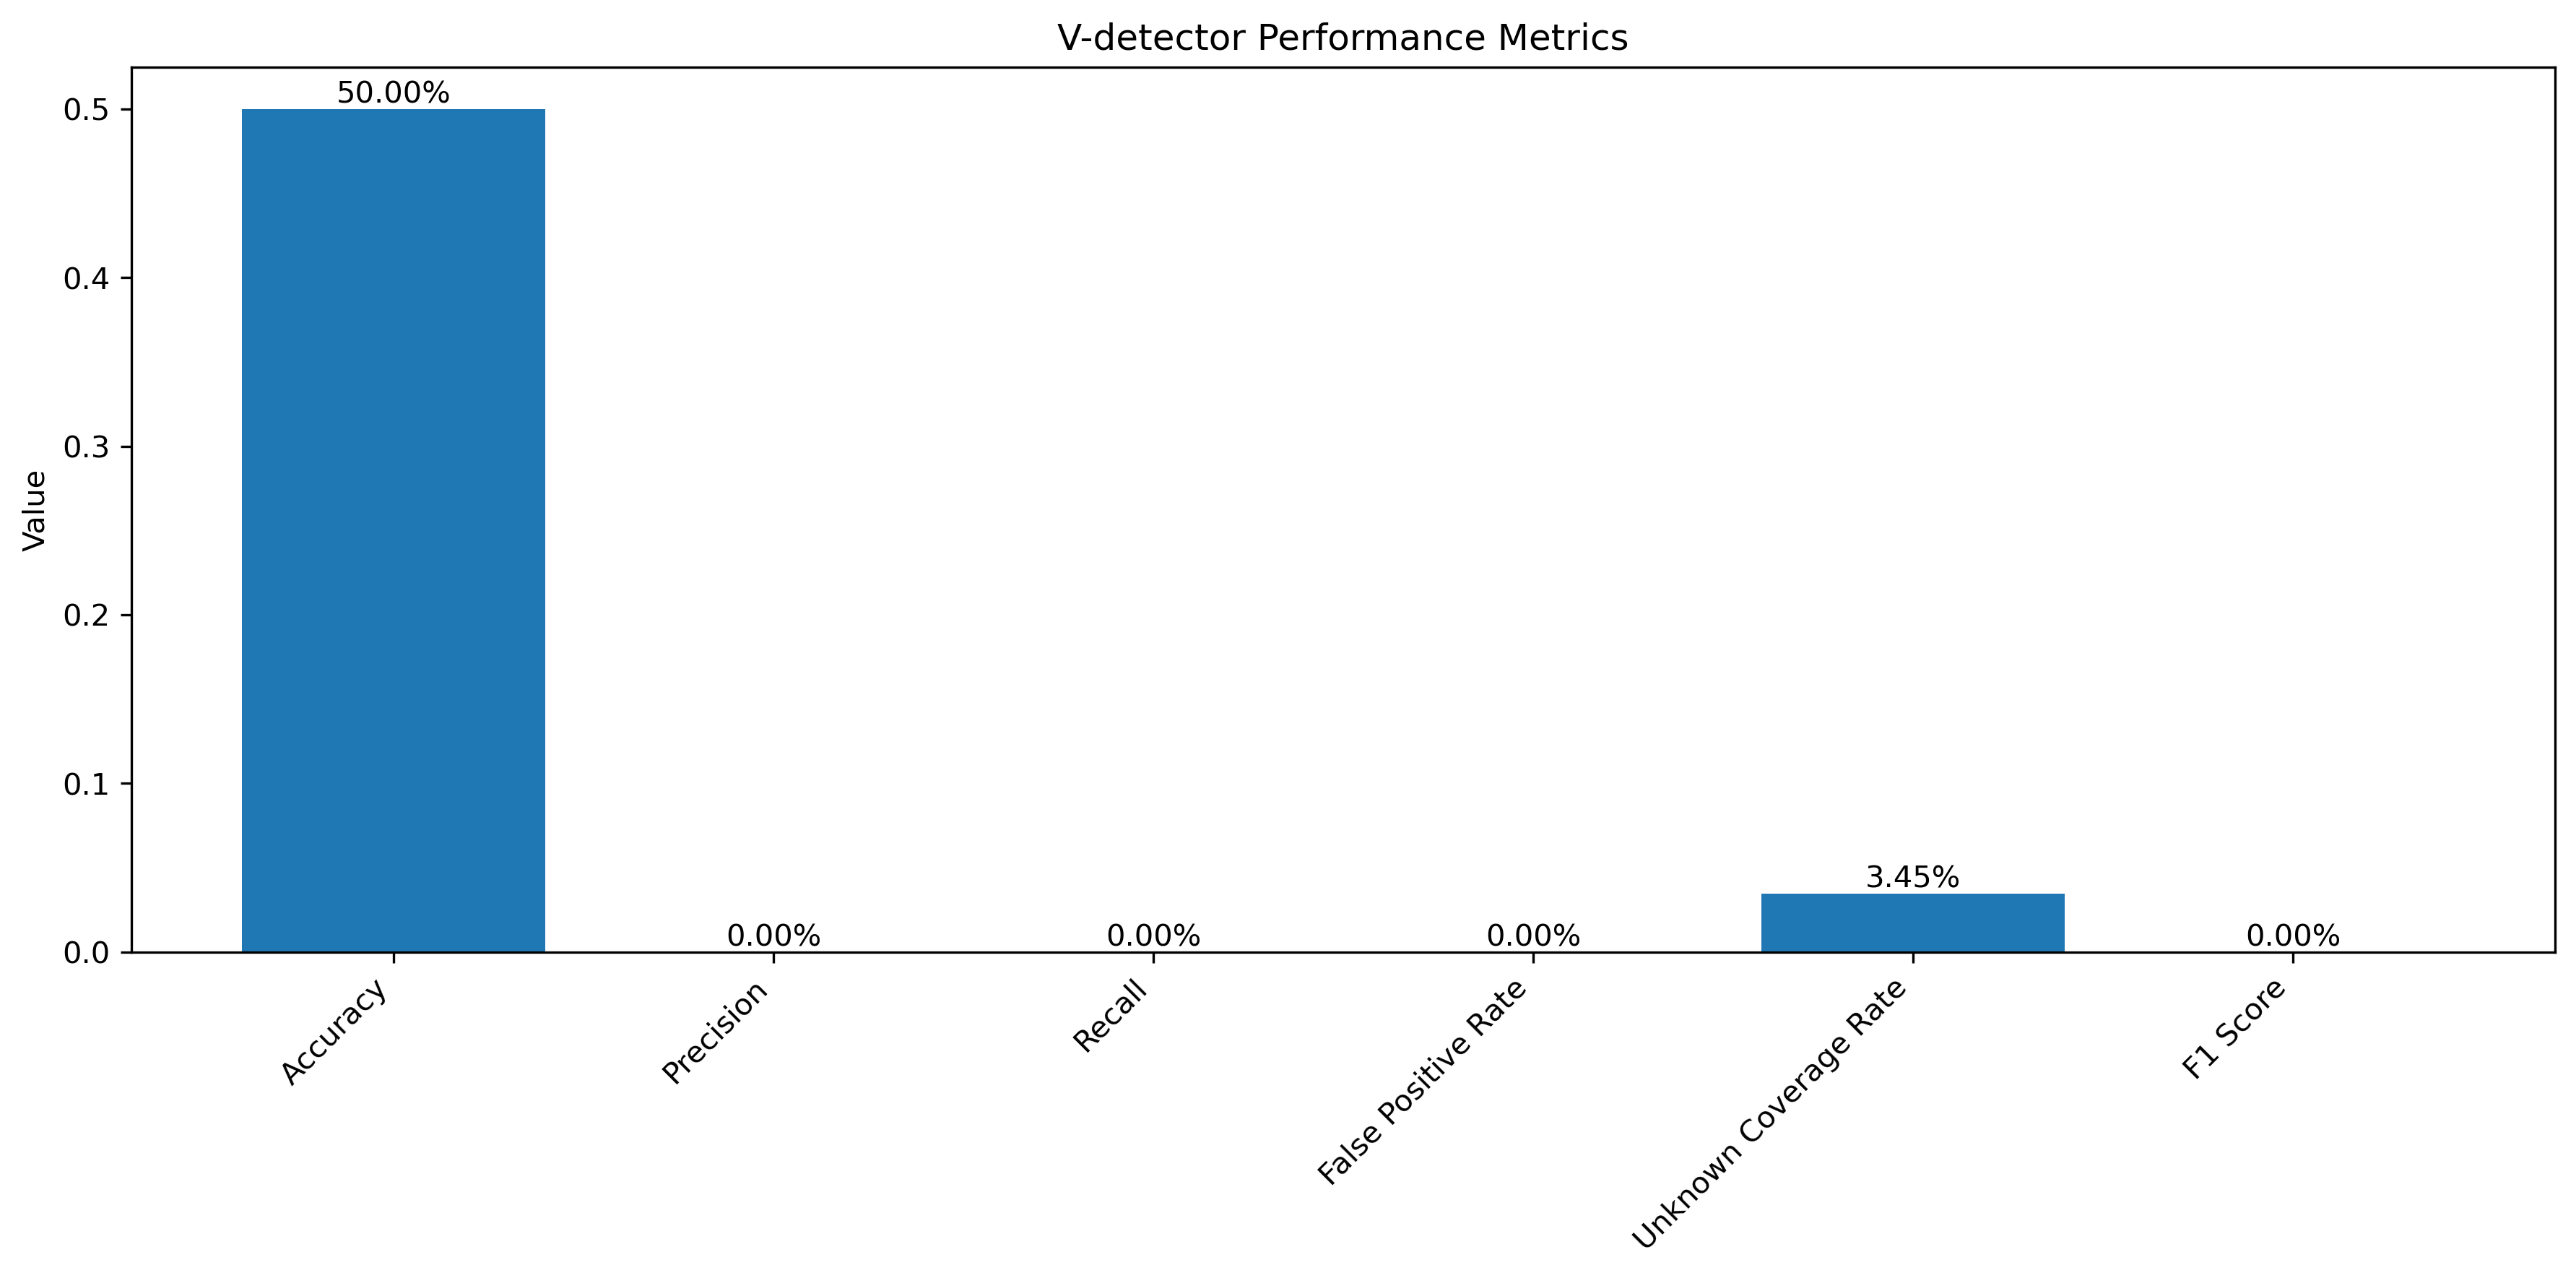 V-detector Performance Metrics
Value
0.5
0.4
0.3
0.2
0.1
0.0
50.00%
0.00%
0.00%
0.00%
3.45%
0.00%
Accuracy
Precision
Recall
False Positive Rate
Unknown Coverage Rate
F1 Score